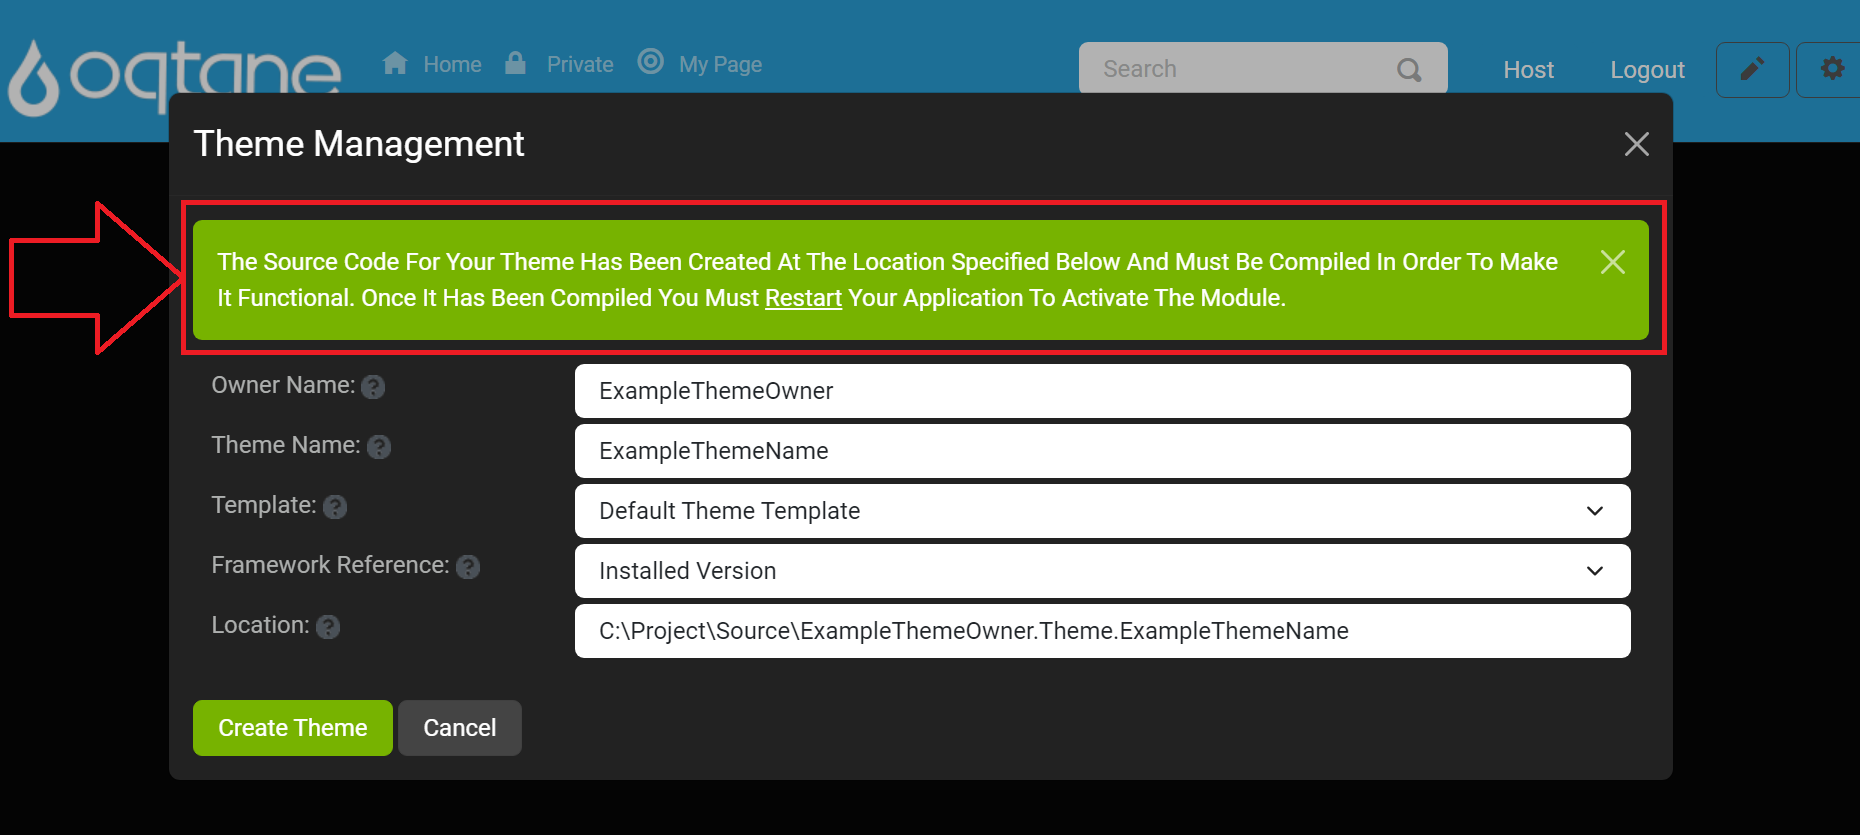 oqtane
Home Private My Page
Search
Host Logout
Theme Management
The Source Code For Your Theme Has Been Created At The Location Specified Below And Must Be Compiled In Order To Make
It Functional. Once It Has Been Compiled You Must Restart Your Application To Activate The Module.
Owner Name: ?
ExampleThemeOwner
Theme Name: ?
ExampleThemeName
Template: ?
Default Theme Template
Framework Reference: ?
Installed Version
Location: ?
C:\Project\Source\ExampleThemeOwner.Theme.ExampleThemeName
Create Theme Cancel